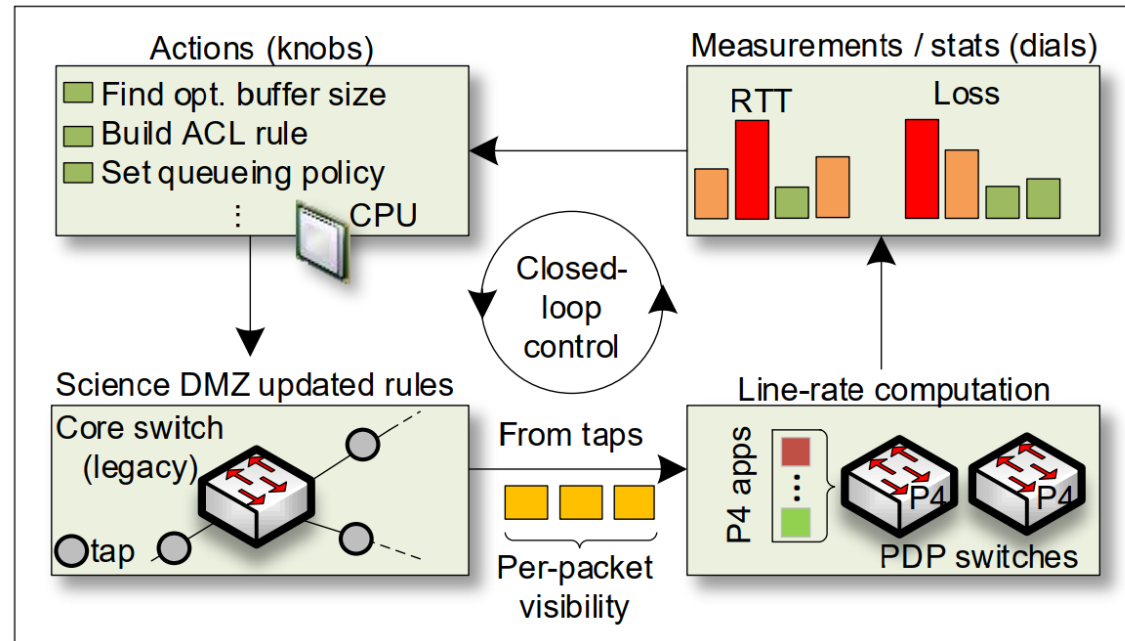 Actions (knobs)
Find opt. buffer size
Build ACL rule
Set queueing policy
⋮
CPU
Measurements / stats (dials)
RTT
Loss
Closed-
loop
control
Science DMZ updated rules
Core switch
(legacy)
tap
From taps
Per-packet
visibility
Line-rate computation
P4 apps
...
P4
P4
PDP switches